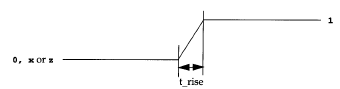 1
0, x or z
t_rise